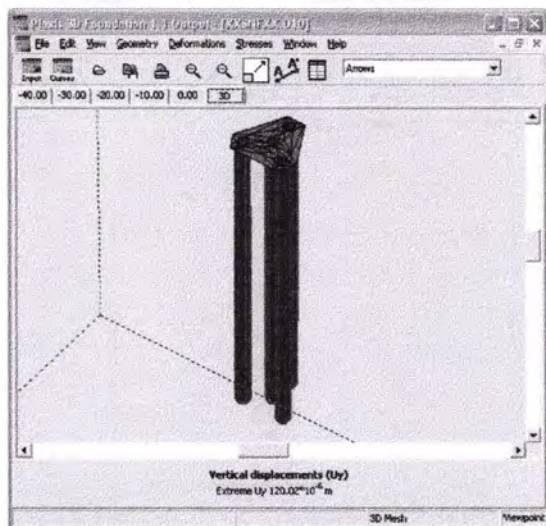 Plaxis 3D Foundation 1.1 Output - [XXSNFXX.010]
File Edit View Geometry Deformations Stresses Window Help
Input Curves Arrows
-40.00 -30.00 -20.00 -10.00 0.00 3D
Vertical displacements (Uy)
Extreme Uy 120.02*10^-6 m
3D Mesh Viewpoint